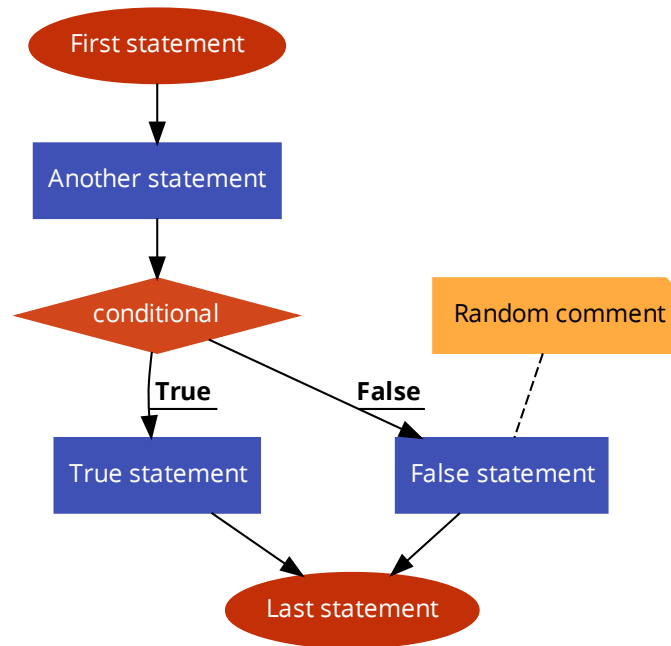 First statement
Another statement
conditional
Random comment
True
False
True statement
False statement
Last statement